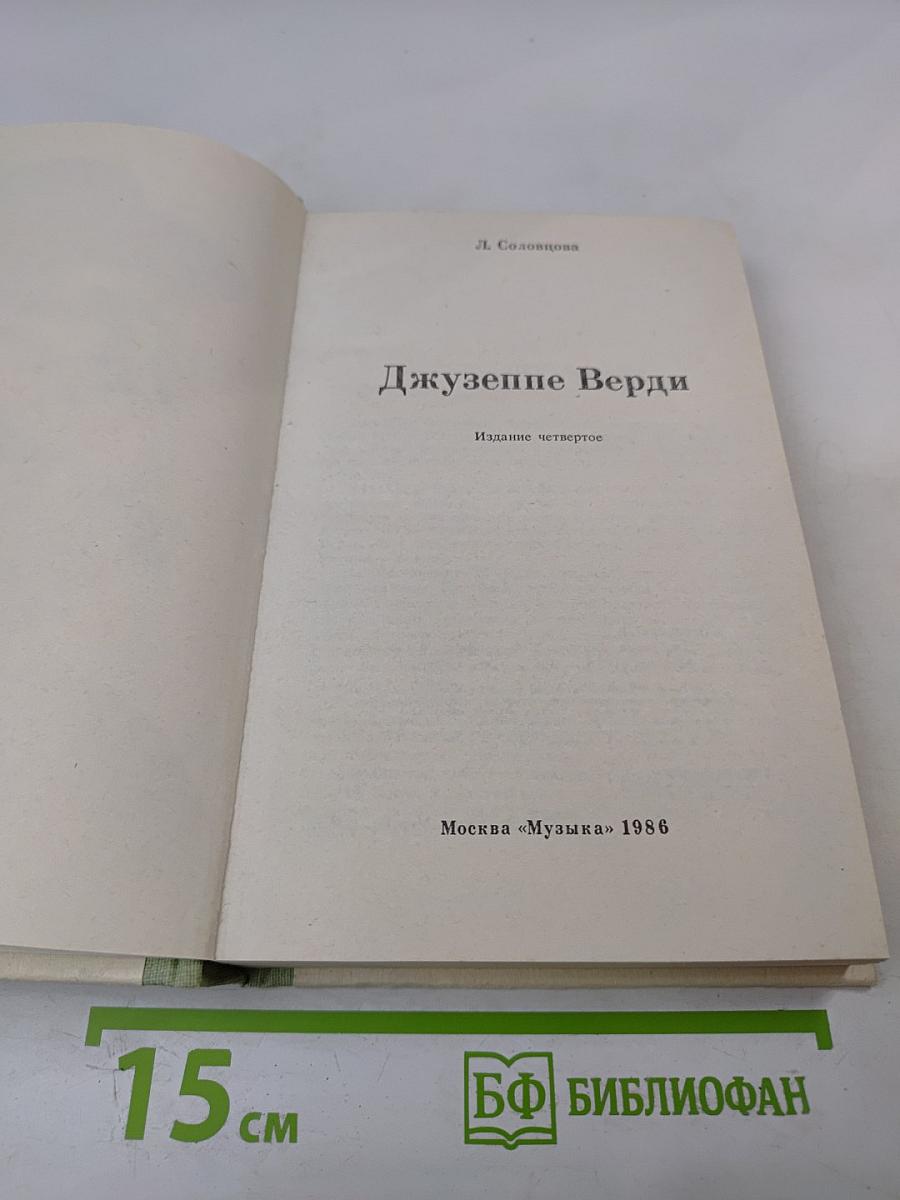 Л. Соловцова
Джузеппе Верди
Издание четвертое
Москва «Музыка» 1986
15 см
БФ БИБЛИОФАН